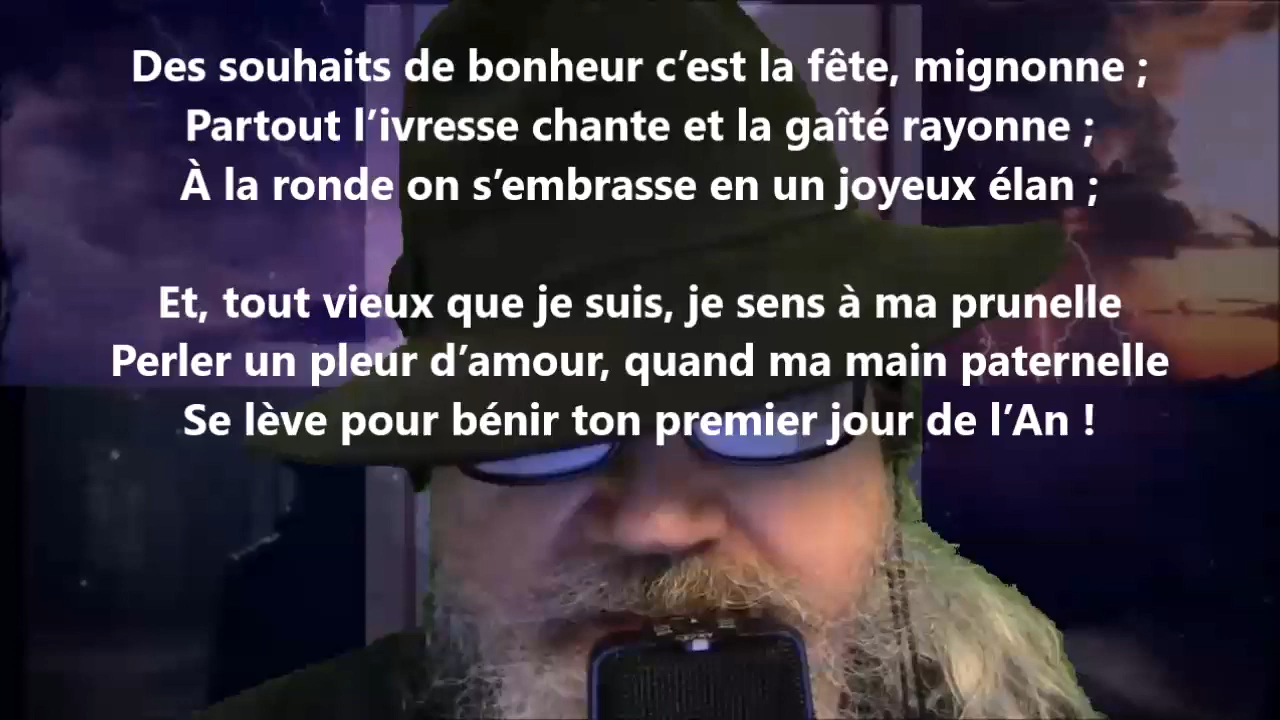 Des souhaits de bonheur c’est la fête, mignonne ;
Partout l’ivresse chante et la gaîté rayonne ;
À la ronde on s’embrasse en un joyeux élan ;
Et, tout vieux que je suis, je sens à ma prunelle
Perler un pleur d’amour, quand ma main paternelle
Se lève pour bénir ton premier jour de l’An !